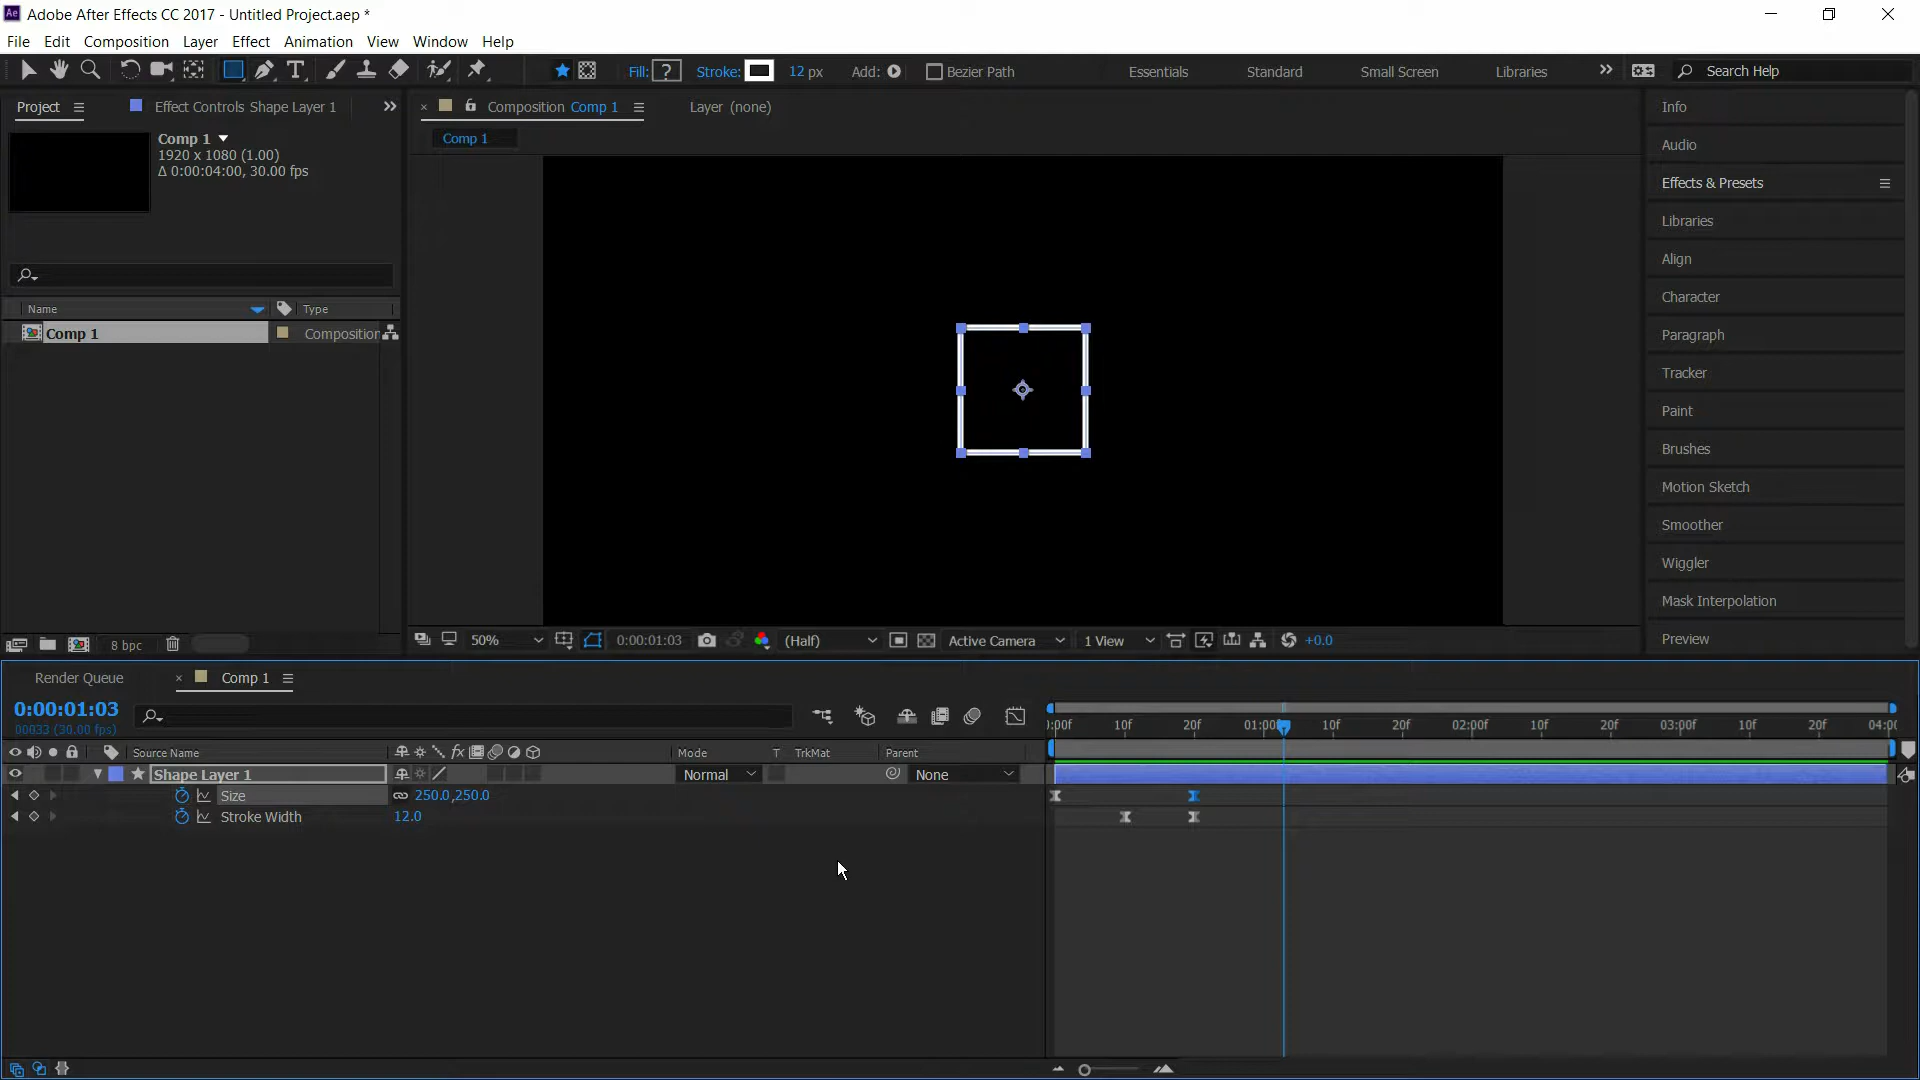 Ae Adobe After Effects CC 2017 - Untitled Project.aep *
File Edit Composition Layer Effect Animation View Window Help
Fill: ? Stroke: 12 px Add: Bezier Path Essentials Standard Small Screen Libraries Search Help
Project Effect Controls Shape Layer 1 Composition Comp 1 Layer (none)
Comp 1
1920 x 1080 (1.00)
Δ 0:00:04:00, 30.00 fps
Comp 1
Name Type
Comp 1 Composition
8 bpc
50% 0:00:01:03 (Half) Active Camera 1 View +0.0
Info
Audio
Effects & Presets
Libraries
Align
Character
Paragraph
Tracker
Paint
Brushes
Motion Sketch
Smoother
Wiggler
Mask Interpolation
Preview
Render Queue Comp 1
0:00:01:03
00033 (30.00 fps)
):00f 10f 20f 01:00f 10f 20f 02:00f 10f 20f 03:00f 10f 20f 04:00
Source Name fx Mode T TrkMat Parent
Shape Layer 1 Normal None
Size 250.0,250.0
Stroke Width 12.0